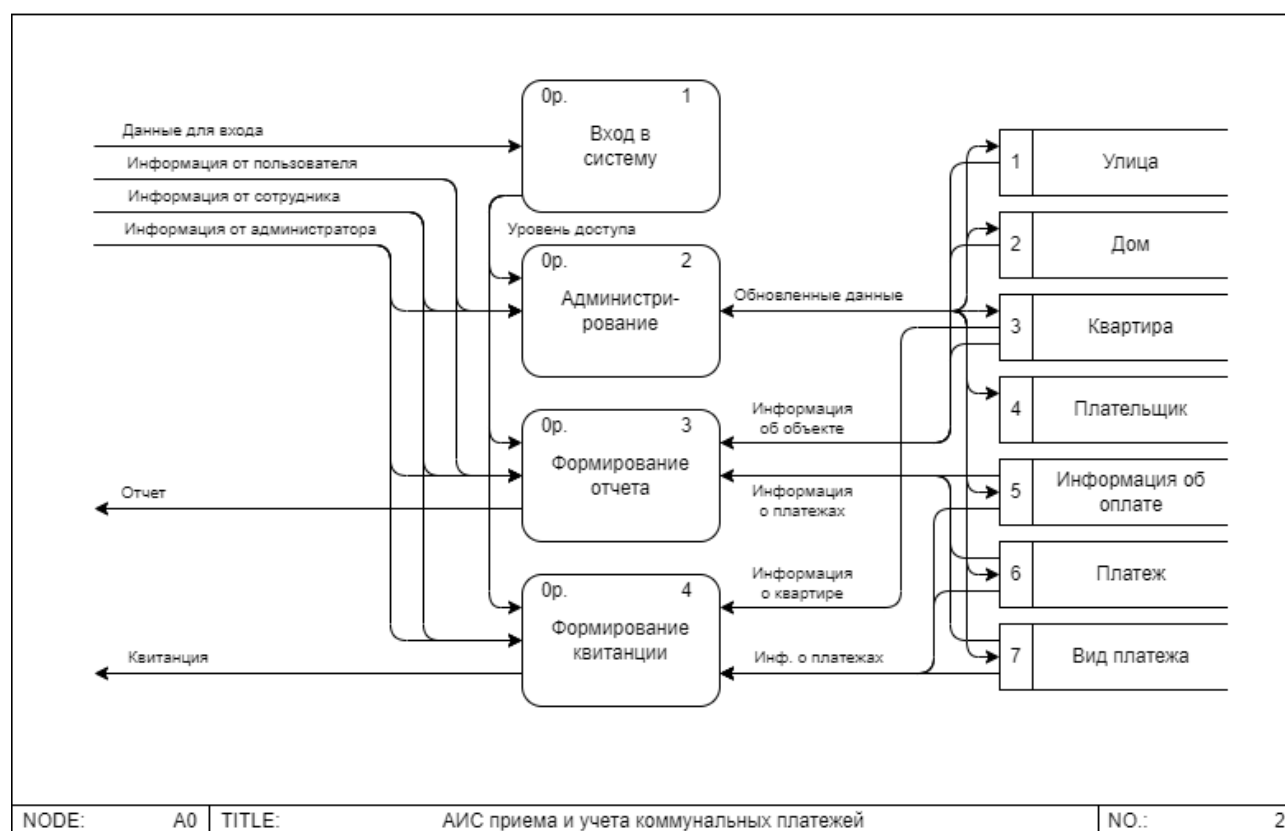 0р. 1
Вход в
систему
Данные для входа
Информация от пользователя
Информация от сотрудника
Информация от администратора
Уровень доступа
0р. 2
Администри-
рование
Обновленные данные
0р. 3
Формирование
отчета
Информация
об объекте
Информация
о платежах
Отчет
0р. 4
Формирование
квитанции
Информация
о квартире
Инф. о платежах
Квитанция
1 Улица
2 Дом
3 Квартира
4 Плательщик
5 Информация об
оплате
6 Платеж
7 Вид платежа
NODE: A0 TITLE: АИС приема и учета коммунальных платежей NO.: 2